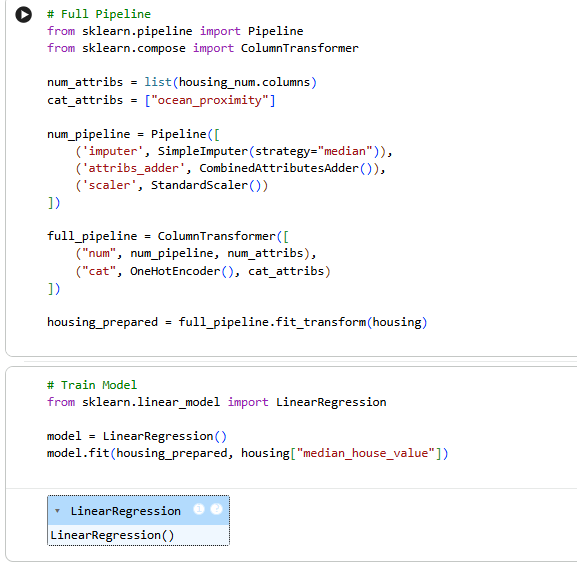 # Full Pipeline
from sklearn.pipeline import Pipeline
from sklearn.compose import ColumnTransformer
num_attribs = list(housing_num.columns)
cat_attribs = ["ocean_proximity"]
num_pipeline = Pipeline([
    ('imputer', SimpleImputer(strategy="median")),
    ('attribs_adder', CombinedAttributesAdder()),
    ('scaler', StandardScaler())
])
full_pipeline = ColumnTransformer([
    ("num", num_pipeline, num_attribs),
    ("cat", OneHotEncoder(), cat_attribs)
])
housing_prepared = full_pipeline.fit_transform(housing)
# Train Model
from sklearn.linear_model import LinearRegression
model = LinearRegression()
model.fit(housing_prepared, housing["median_house_value"])
LinearRegression i ?
LinearRegression()